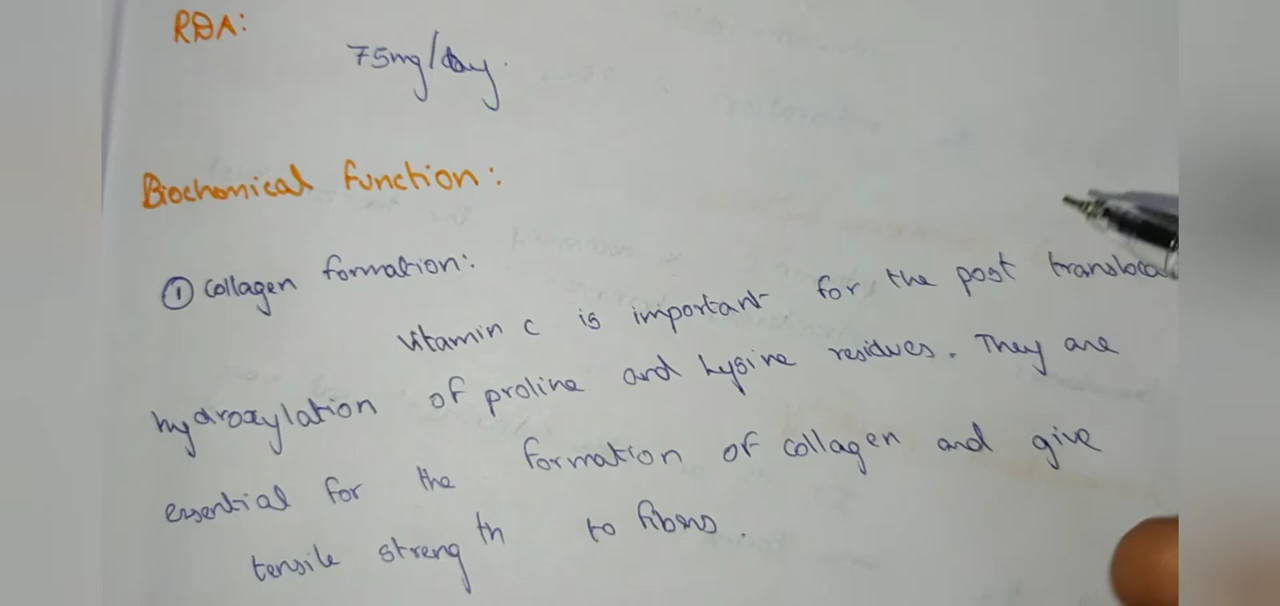 RDA:
75mg/day.
Biochemical function:
① Collagen formation:
Vitamin C is important for the post
hydroxylation of proline and lysine residues. They are
essential for the formation of collagen and give
tensile strength to fibers.